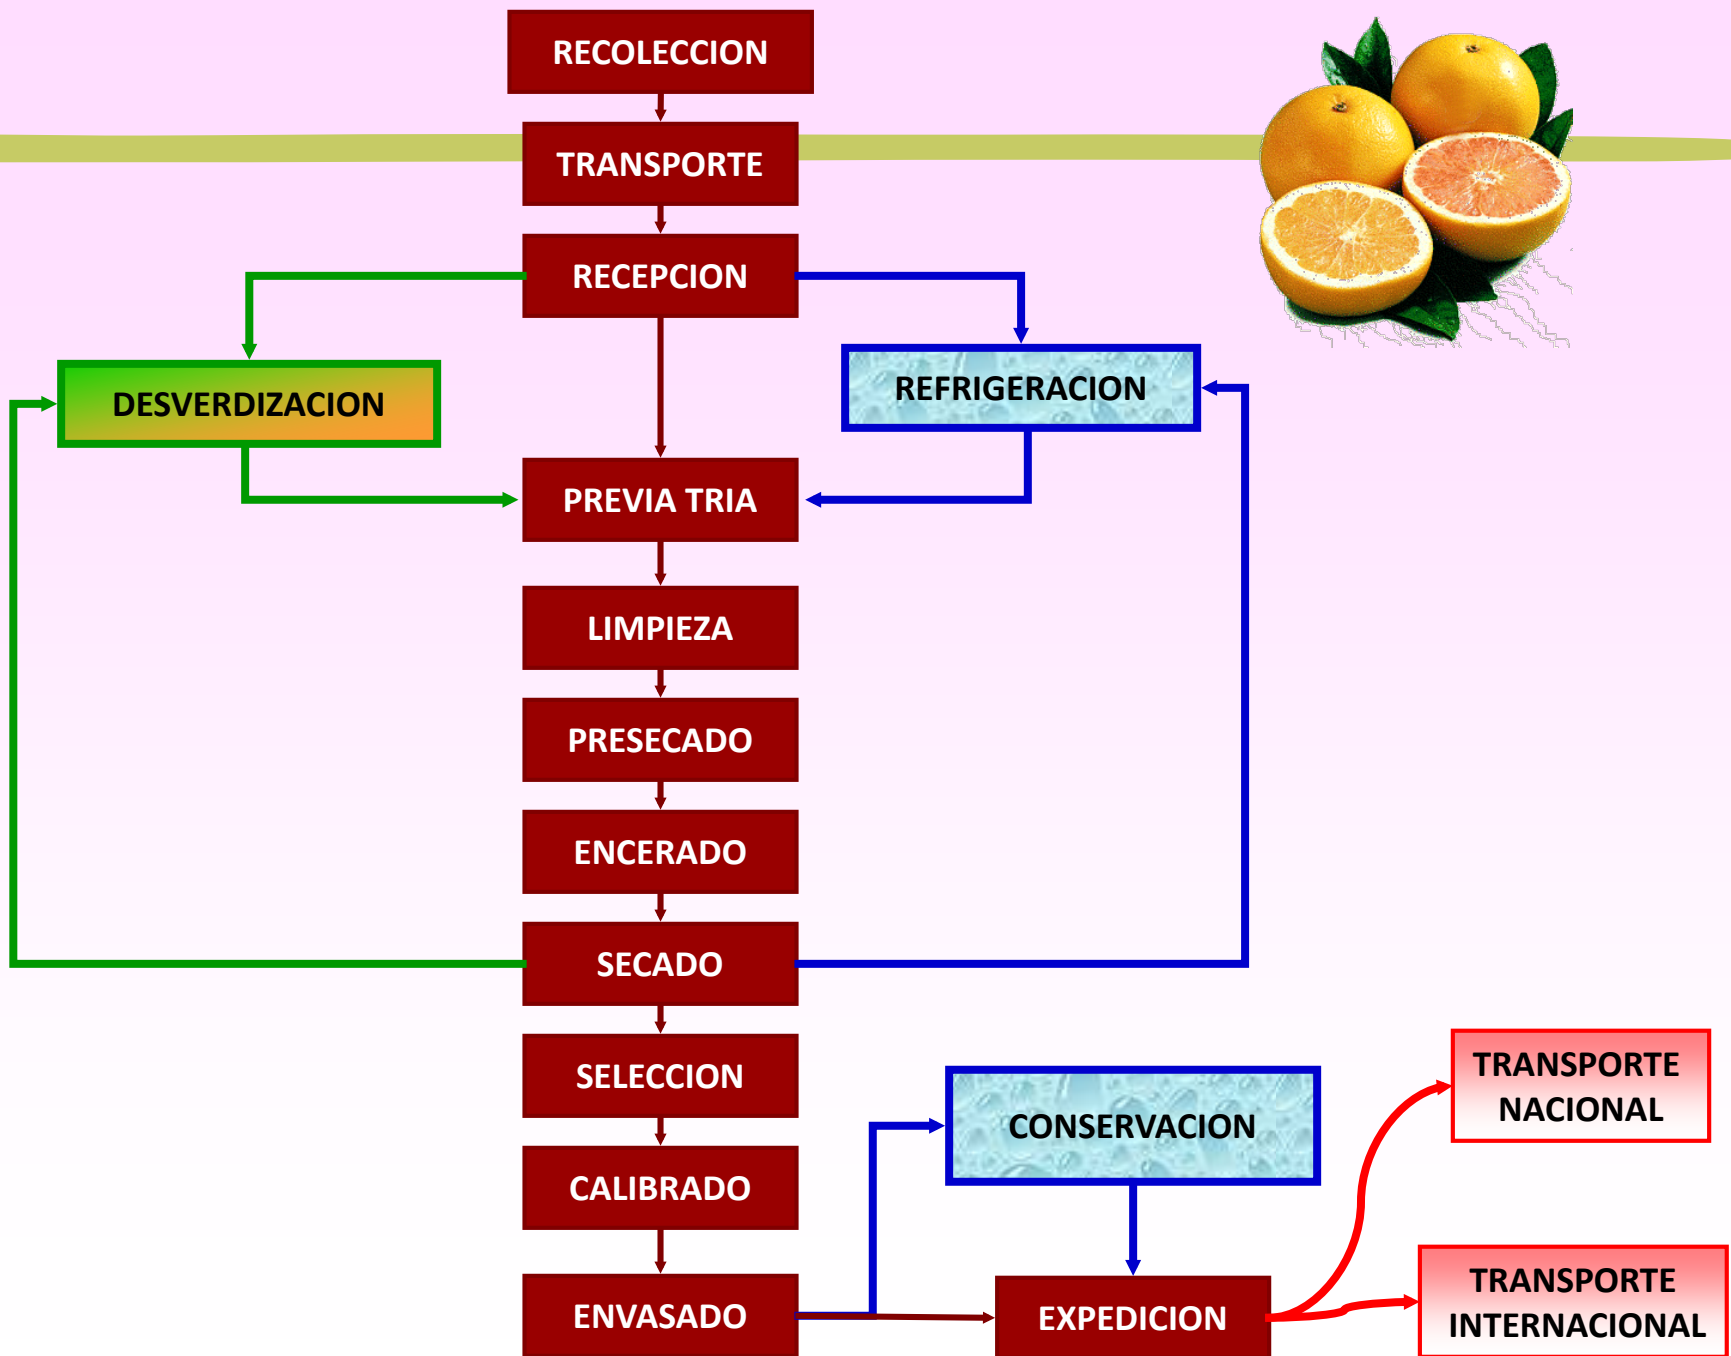 RECOLECCION
TRANSPORTE
RECEPCION
DESVERDIZACION
REFRIGERACION
PREVIA TRIA
LIMPIEZA
PRESECADO
ENCERADO
SECADO
SELECCION
CALIBRADO
ENVASADO
CONSERVACION
EXPEDICION
TRANSPORTE
NACIONAL
TRANSPORTE
INTERNACIONAL